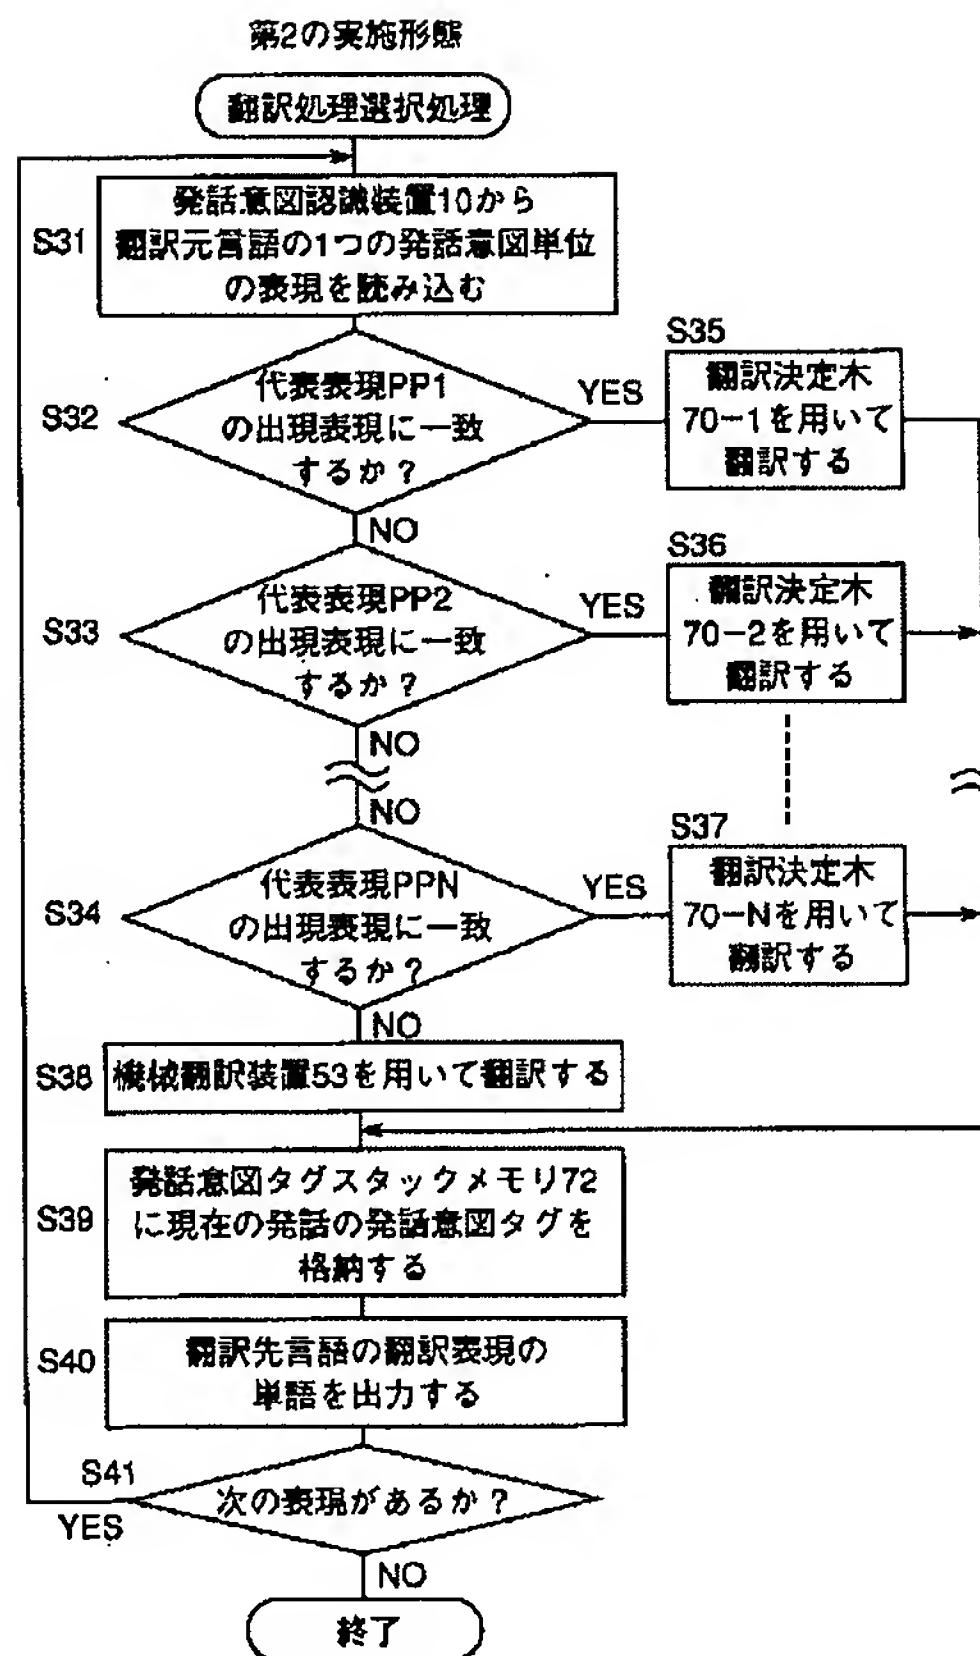 第2の実施形態
翻訳処理選択処理
S31
発話意図認識装置10から
翻訳元言語の1つの発話意図単位
の表現を読み込む
S32
代表表現PP1
の出現表現に一致
するか？
YES
NO
S35
翻訳決定木
70-1を用いて
翻訳する
S33
代表表現PP2
の出現表現に一致
するか？
YES
NO
S36
翻訳決定木
70-2を用いて
翻訳する
NO
S34
代表表現PPN
の出現表現に一致
するか？
YES
NO
S37
翻訳決定木
70-Nを用いて
翻訳する
S38
機械翻訳装置53を用いて翻訳する
S39
発話意図タグスタックメモリ72
に現在の発話の発話意図タグを
格納する
S40
翻訳先言語の翻訳表現の
単語を出力する
S41
次の表現があるか？
YES
NO
終了